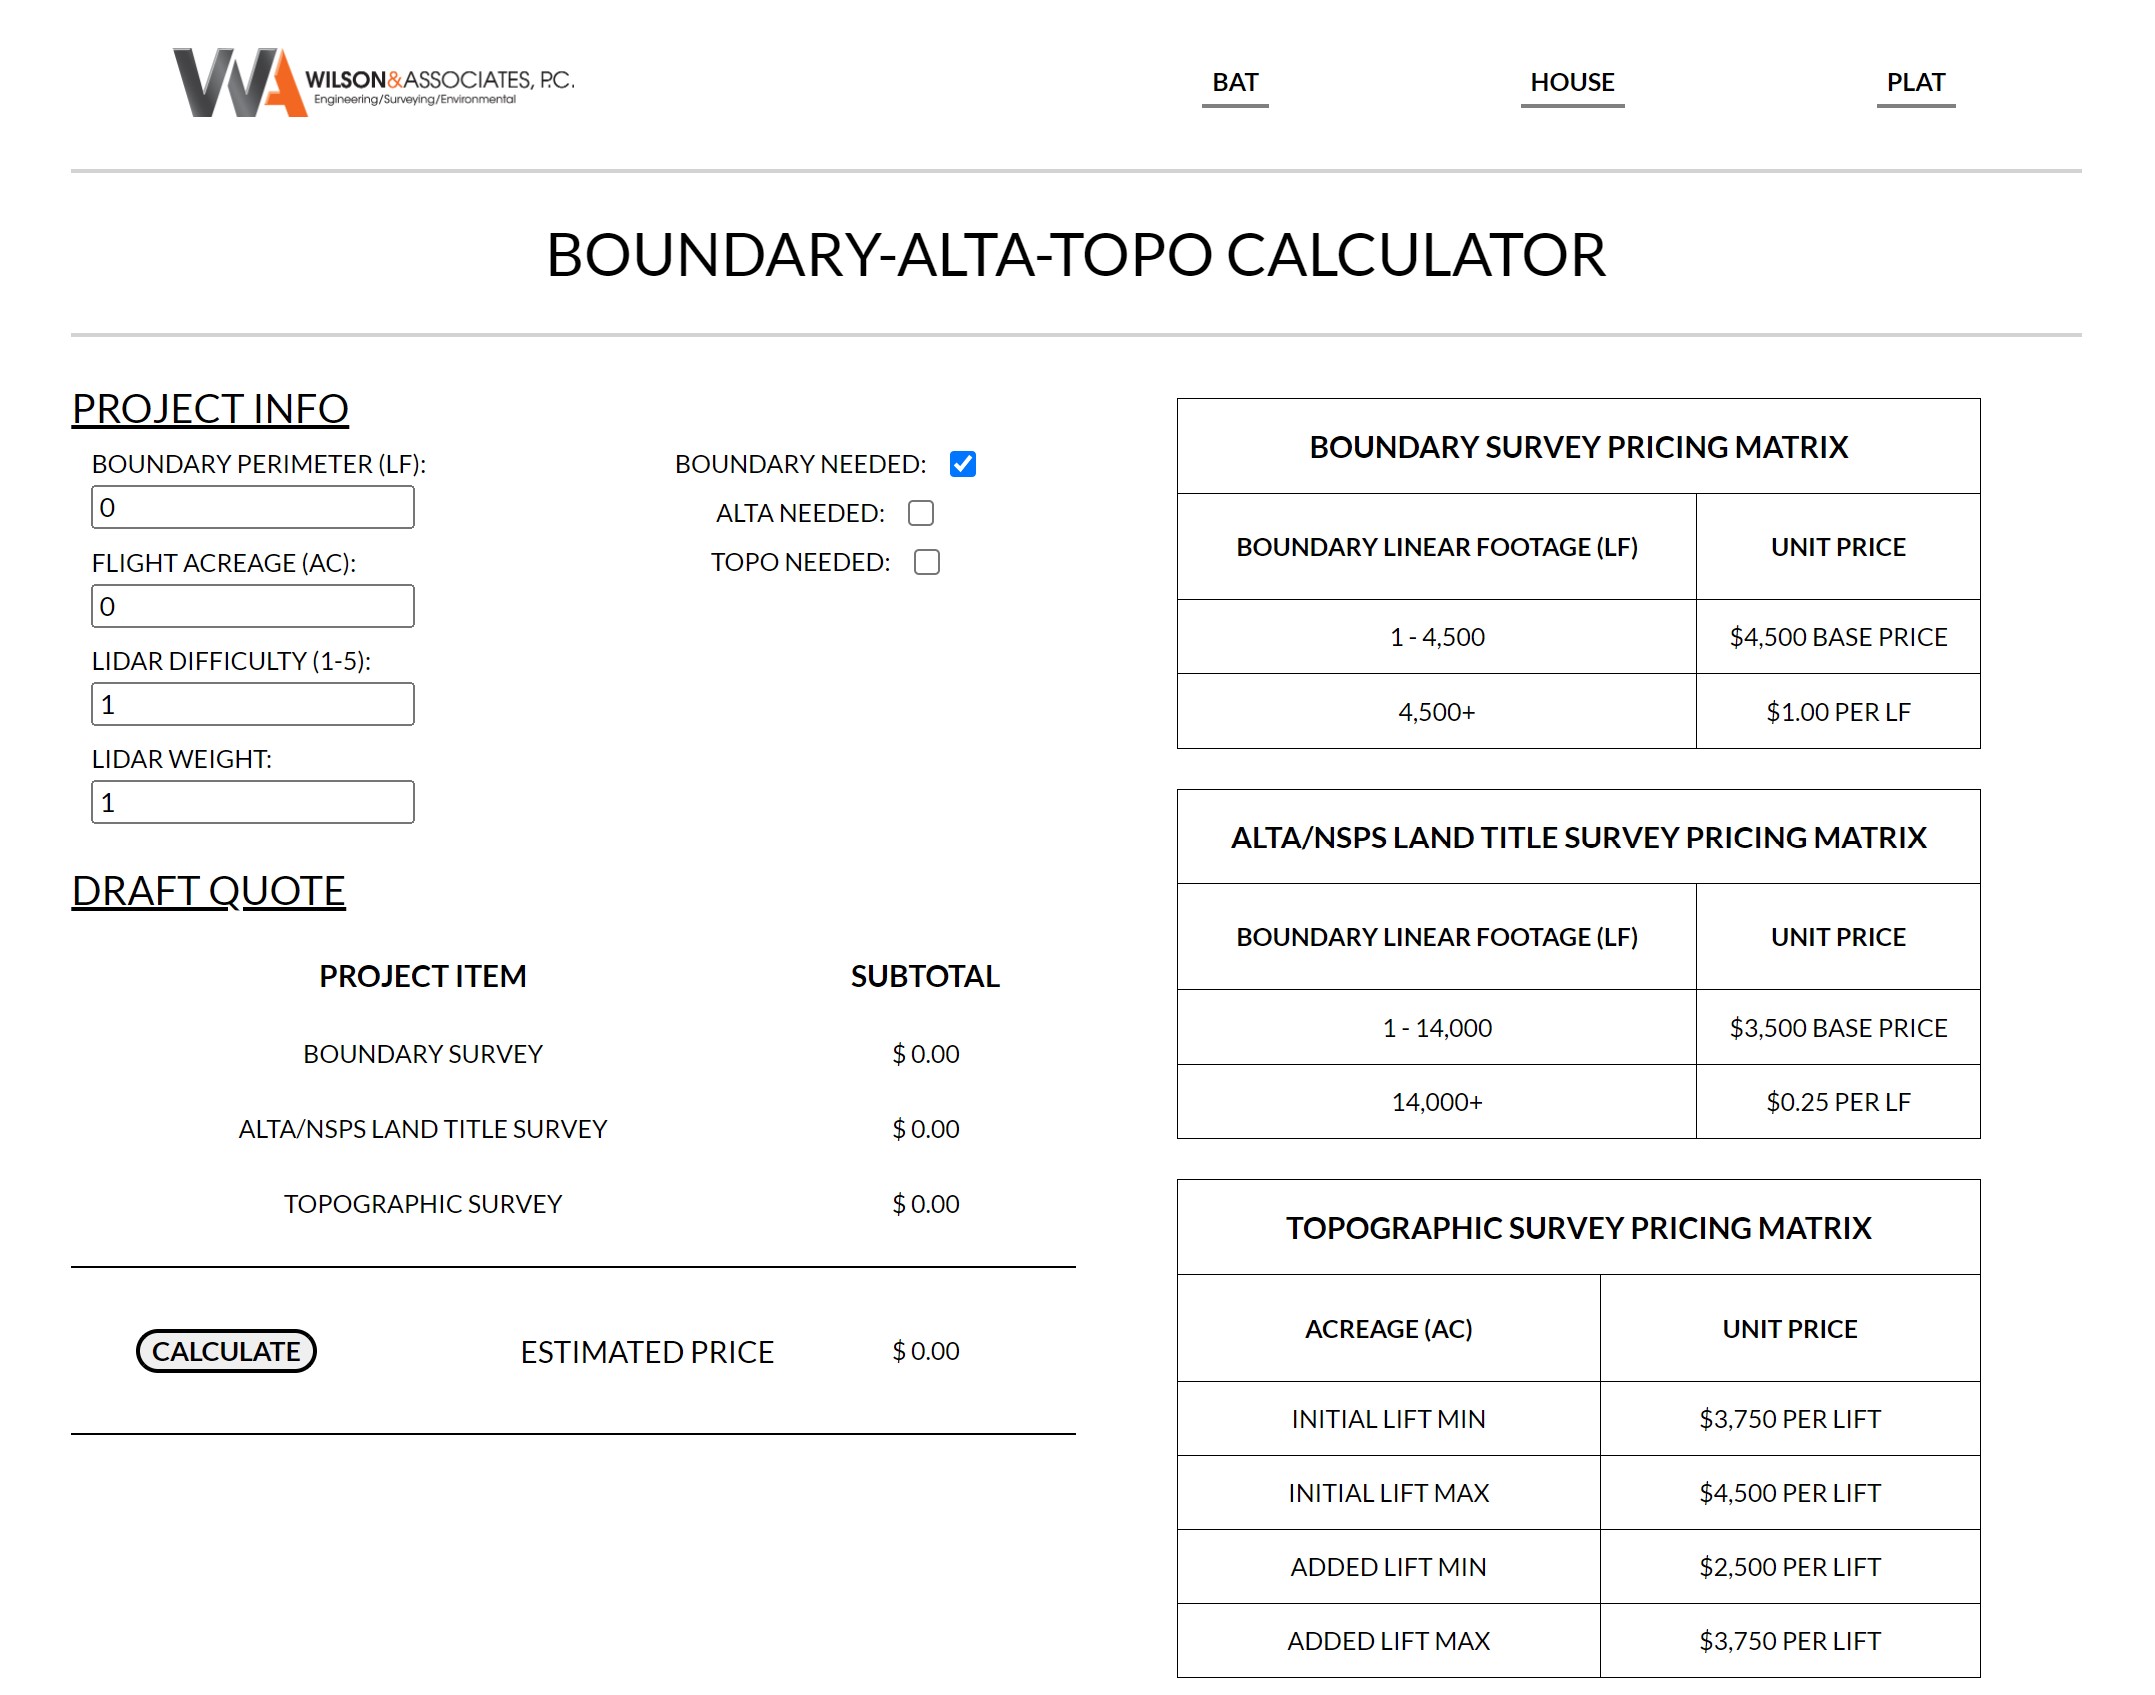 WA WILSON&ASSOCIATES, P.C.
Engineering/Surveying/Environmental
BAT
HOUSE
PLAT
BOUNDARY-ALTA-TOPO CALCULATOR
PROJECT INFO
BOUNDARY PERIMETER (LF):
0
FLIGHT ACREAGE (AC):
0
LIDAR DIFFICULTY (1-5):
1
LIDAR WEIGHT:
1
BOUNDARY NEEDED:
ALTA NEEDED:
TOPO NEEDED:
DRAFT QUOTE
PROJECT ITEM SUBTOTAL
BOUNDARY SURVEY $ 0.00
ALTA/NSPS LAND TITLE SURVEY $ 0.00
TOPOGRAPHIC SURVEY $ 0.00
CALCULATE ESTIMATED PRICE $ 0.00
BOUNDARY SURVEY PRICING MATRIX
BOUNDARY LINEAR FOOTAGE (LF) UNIT PRICE
1 - 4,500 $4,500 BASE PRICE
4,500+ $1.00 PER LF
ALTA/NSPS LAND TITLE SURVEY PRICING MATRIX
BOUNDARY LINEAR FOOTAGE (LF) UNIT PRICE
1 - 14,000 $3,500 BASE PRICE
14,000+ $0.25 PER LF
TOPOGRAPHIC SURVEY PRICING MATRIX
ACREAGE (AC) UNIT PRICE
INITIAL LIFT MIN $3,750 PER LIFT
INITIAL LIFT MAX $4,500 PER LIFT
ADDED LIFT MIN $2,500 PER LIFT
ADDED LIFT MAX $3,750 PER LIFT